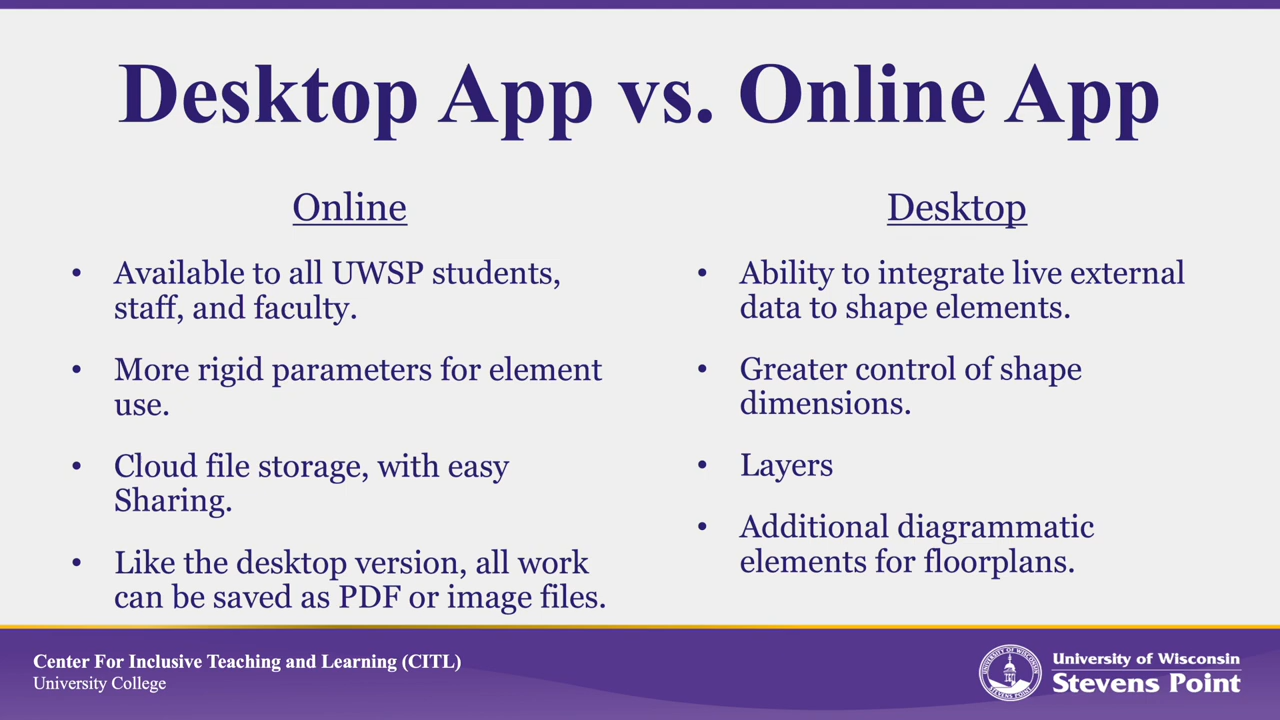 Desktop App vs. Online App
Online
• Available to all UWSP students,
staff, and faculty.
• More rigid parameters for element
use.
• Cloud file storage, with easy
Sharing.
• Like the desktop version, all work
can be saved as PDF or image files.
Desktop
• Ability to integrate live external
data to shape elements.
• Greater control of shape
dimensions.
• Layers
• Additional diagrammatic
elements for floorplans.
Center For Inclusive Teaching and Learning (CITL)
University College
University of Wisconsin
Stevens Point